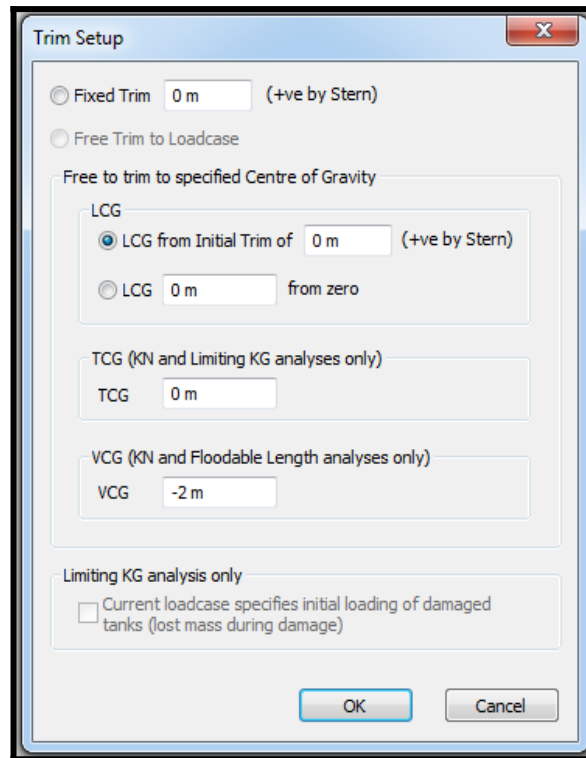 Trim Setup
Fixed Trim 0 m (+ve by Stern)
Free Trim to Loadcase
Free to trim to specified Centre of Gravity
LCG
LCG from Initial Trim of 0 m (+ve by Stern)
LCG 0 m from zero
TCG (KN and Limiting KG analyses only)
TCG 0 m
VCG (KN and Floodable Length analyses only)
VCG -2 m
Limiting KG analysis only
Current loadcase specifies initial loading of damaged
tanks (lost mass during damage)
OK Cancel